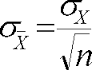 σ_X̄ = σ_X / √n